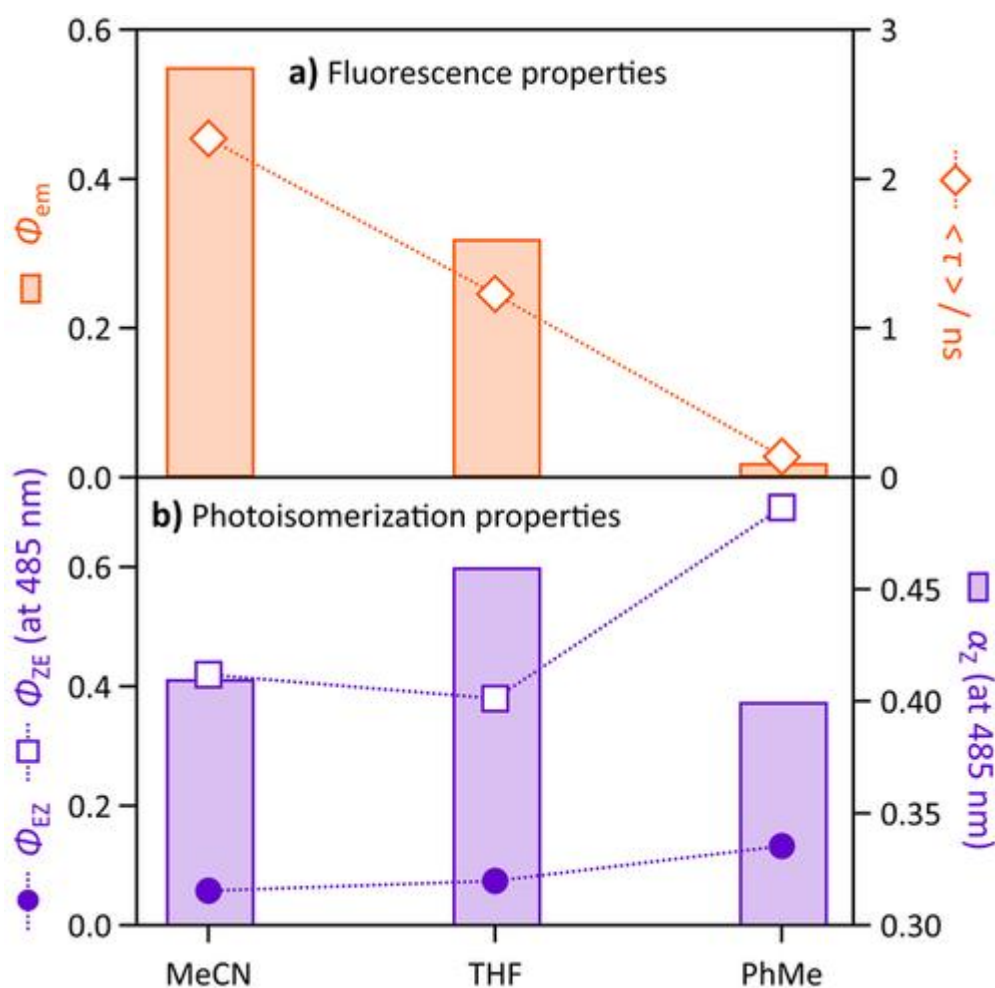 a) Fluorescence properties
0.6
0.4
0.2
0.0
Φem
3
2
1
0
< τ > / ns
b) Photoisomerization properties
0.6
0.4
0.2
0.0
ΦEZ ΦZE (at 485 nm)
0.45
0.40
0.35
0.30
αZ (at 485 nm)
MeCN THF PhMe